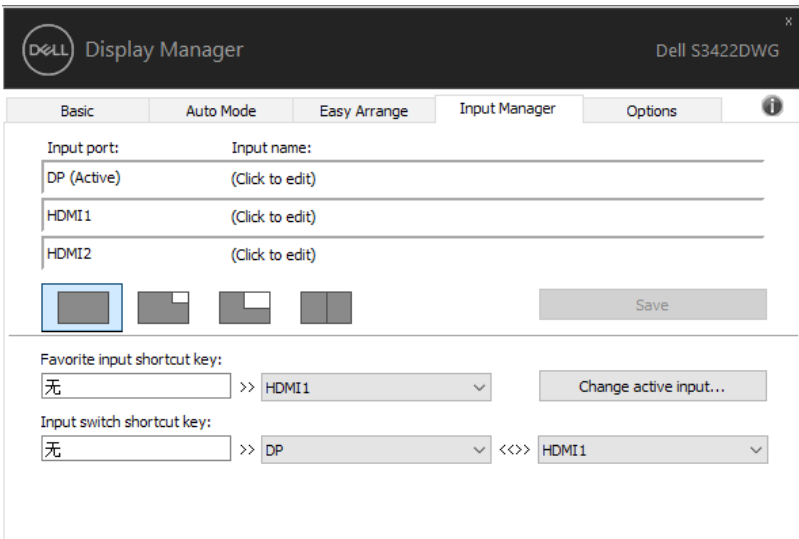 x
DELL Display Manager Dell S3422DWG
Basic Auto Mode Easy Arrange Input Manager Options i
Input port: Input name:
DP (Active) (Click to edit)
HDMI1 (Click to edit)
HDMI2 (Click to edit)
Save
Favorite input shortcut key:
无 >> HDMI1 Change active input...
Input switch shortcut key:
无 >> DP <<>> HDMI1